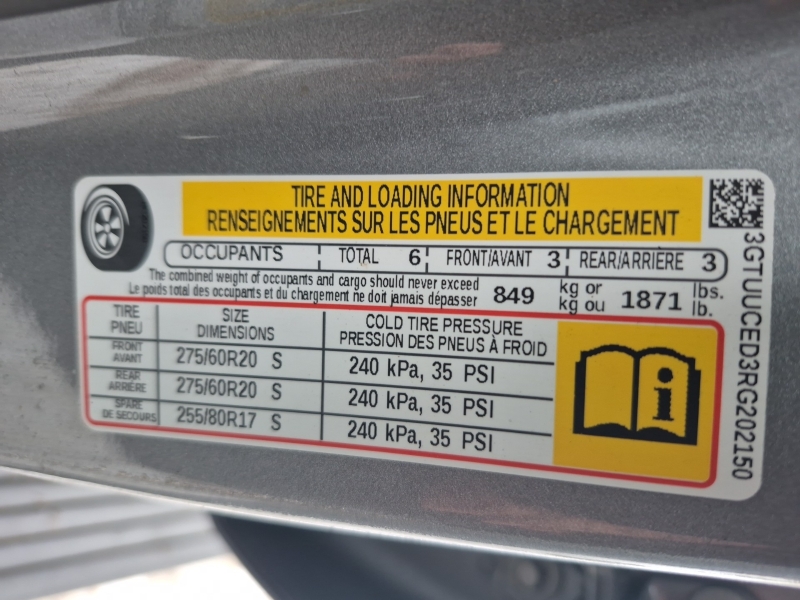 TIRE AND LOADING INFORMATION
RENSEIGNEMENTS SUR LES PNEUS ET LE CHARGEMENT
OCCUPANTS TOTAL 6 FRONT/AVANT 3 REAR/ARRIERE 3
The combined weight of occupants and cargo should never exceed
Le poids total des occupants et du chargement ne doit jamais dépasser
849 kg or 1871 lbs.
kg ou lb.
TIRE SIZE COLD TIRE PRESSURE
PNEU DIMENSIONS PRESSION DES PNEUS À FROID
FRONT
AVANT 275/60R20 S 240 kPa, 35 PSI
REAR
ARRIÈRE 275/60R20 S 240 kPa, 35 PSI
SPARE
DE SECOURS 255/80R17 S 240 kPa, 35 PSI
3GTUUCED3RG202150